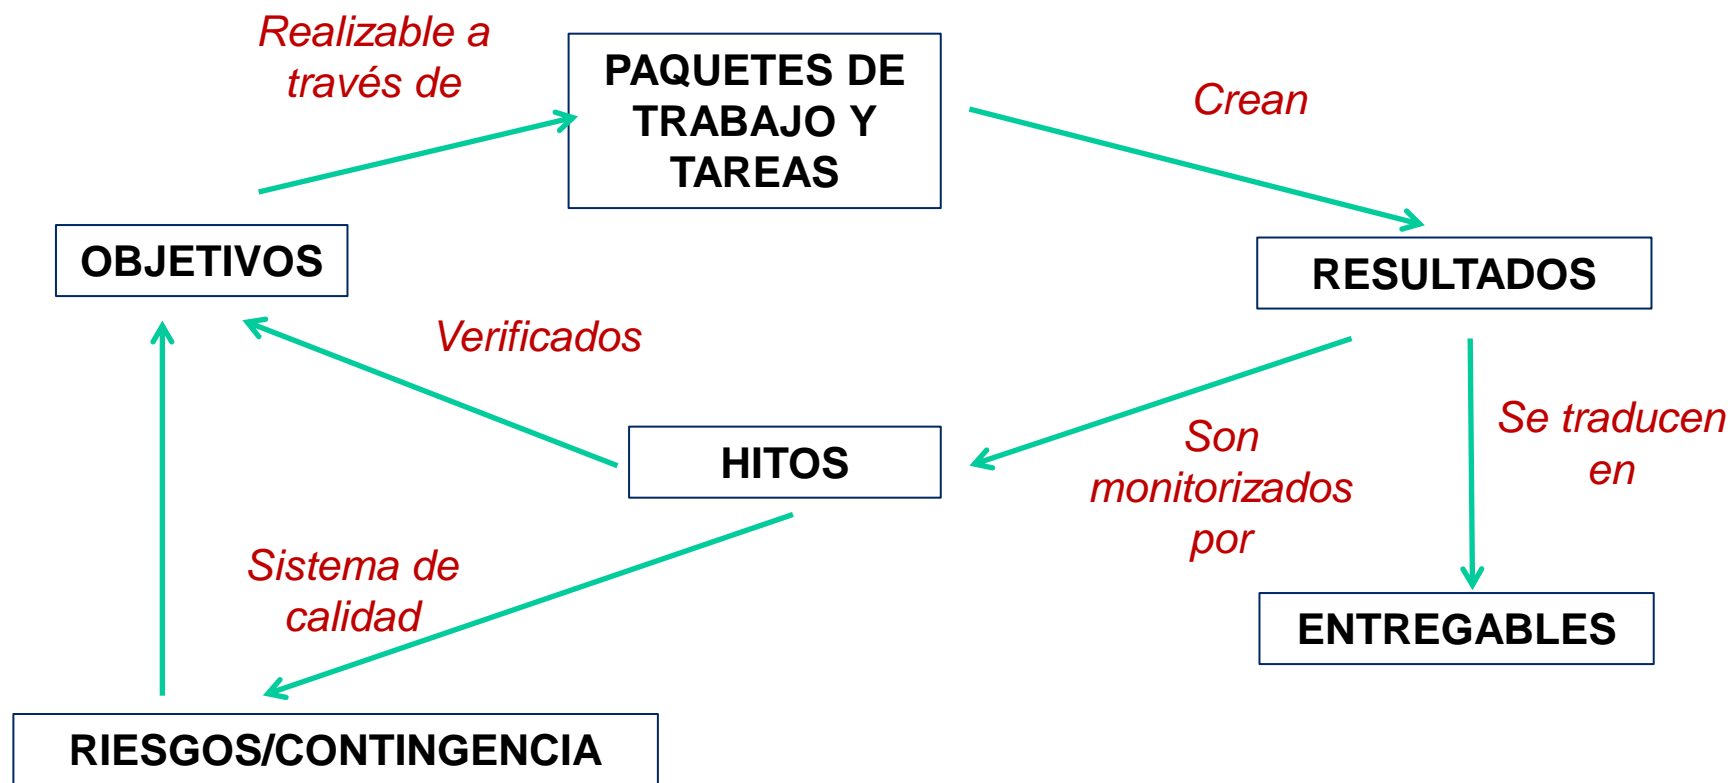 Realizable a
través de
PAQUETES DE
TRABAJO Y
TAREAS
Crean
OBJETIVOS
RESULTADOS
Verificados
HITOS
Son
monitorizados
por
Se traducen
en
Sistema de
calidad
ENTREGABLES
RIESGOS/CONTINGENCIA